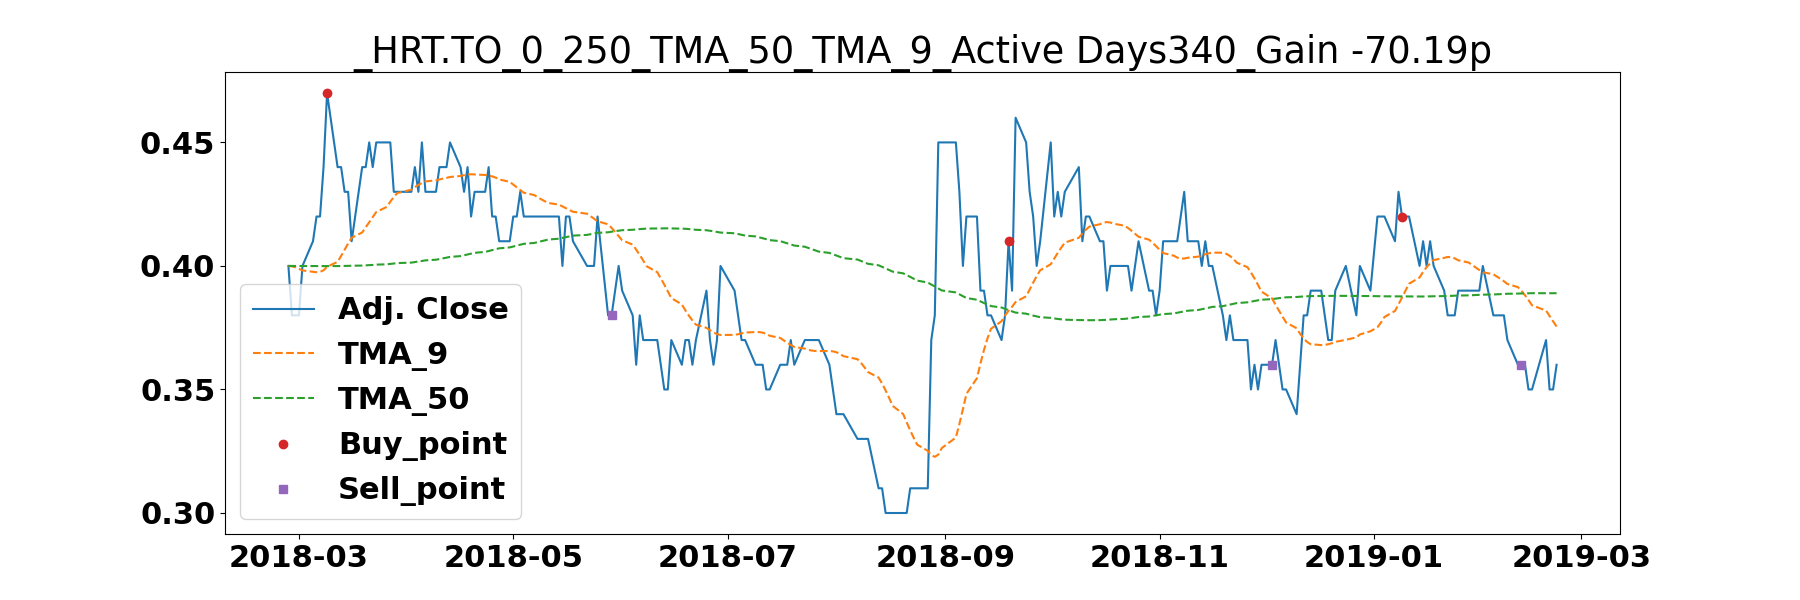 _HRT.TO_0_250_TMA_50_TMA_9_Active Days340_Gain -70.19p
0.45
0.40
0.35
0.30
Adj. Close
TMA_9
TMA_50
Buy_point
Sell_point
2018-03 2018-05 2018-07 2018-09 2018-11 2019-01 2019-03